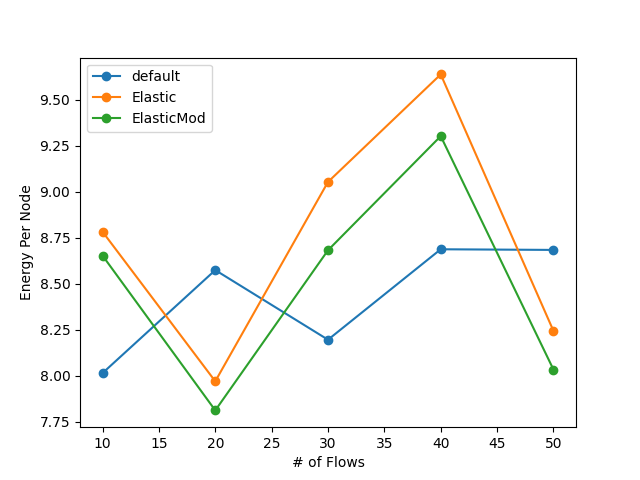 default
Elastic
ElasticMod
Energy Per Node
9.50
9.25
9.00
8.75
8.50
8.25
8.00
7.75
10 15 20 25 30 35 40 45 50
# of Flows